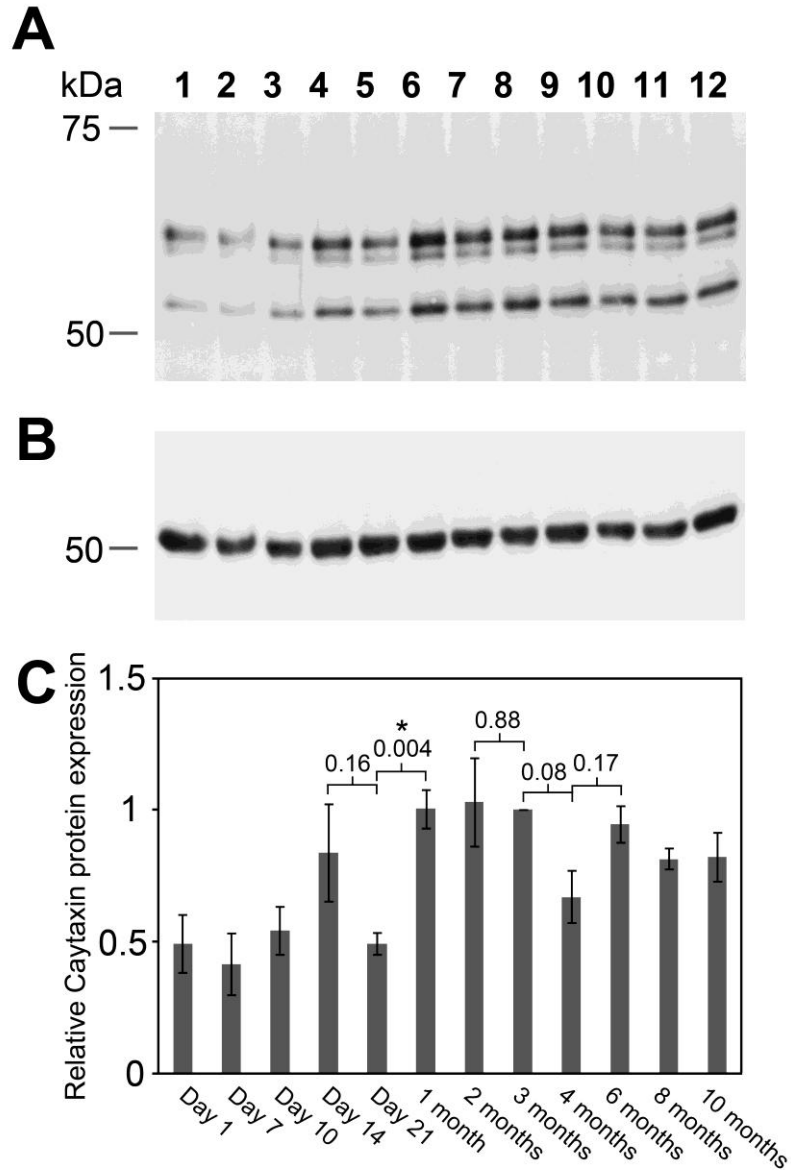 A
kDa 1 2 3 4 5 6 7 8 9 10 11 12
75
50
B
50
C
Relative Caytaxin protein expression
1.5
1
0.5
0
0.16
*
0.004
0.88
0.08
0.17
Day 1
Day 7
Day 10
Day 14
Day 21
1 month
2 months
3 months
4 months
6 months
8 months
10 months